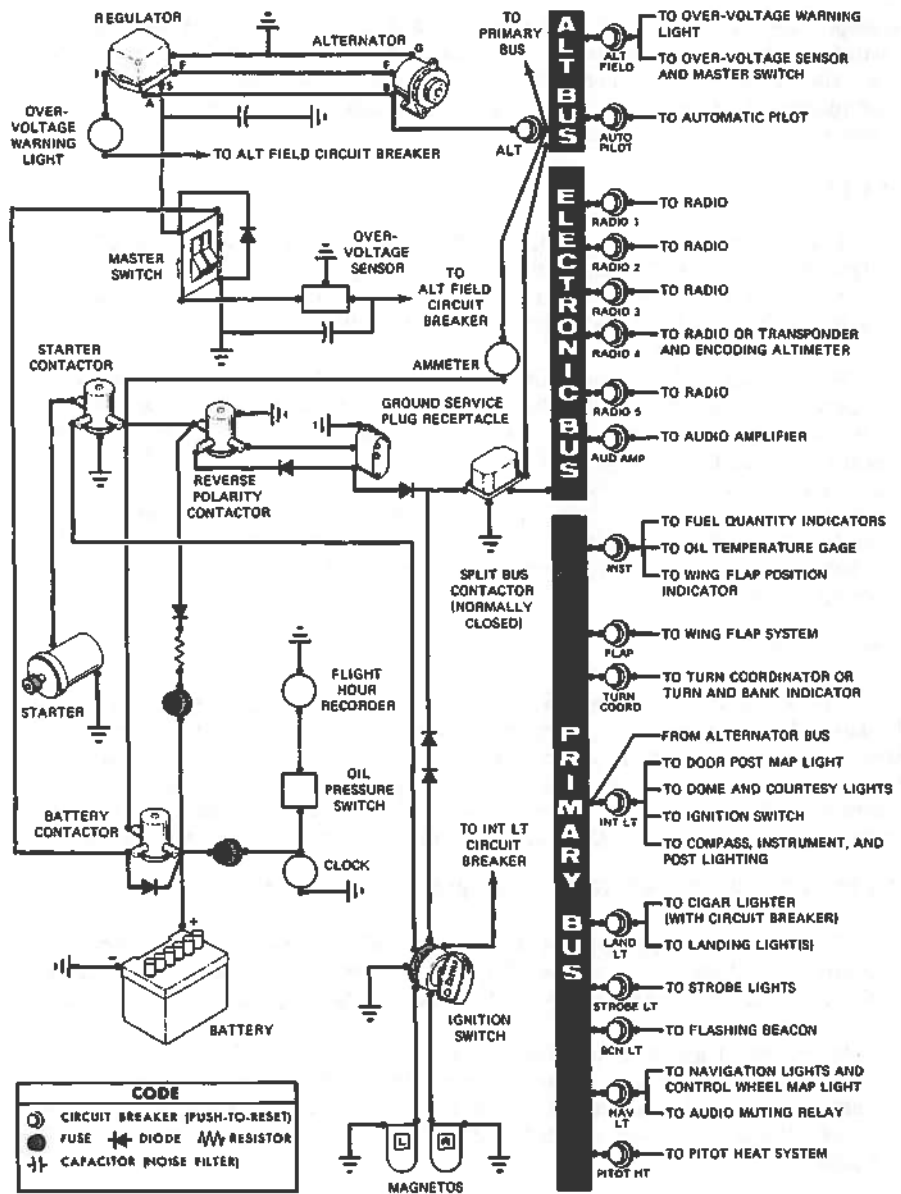 REGULATOR
ALTERNATOR
G
F
F
I
S
A
B
OVER-
VOLTAGE
WARNING
LIGHT
TO ALT FIELD CIRCUIT BREAKER
TO
PRIMARY
BUS
ALT
ALT BUS
ALT
FIELD
TO OVER-VOLTAGE WARNING
LIGHT
TO OVER-VOLTAGE SENSOR
AND MASTER SWITCH
AUTO
PILOT
TO AUTOMATIC PILOT
MASTER
SWITCH
OVER-
VOLTAGE
SENSOR
TO
ALT FIELD
CIRCUIT
BREAKER
ELECTRONIC BUS
RADIO 1
TO RADIO
RADIO 2
TO RADIO
RADIO 3
TO RADIO
RADIO 4
TO RADIO OR TRANSPONDER
AND ENCODING ALTIMETER
RADIO 5
TO RADIO
AUD AMP
TO AUDIO AMPLIFIER
STARTER
CONTACTOR
AMMETER
GROUND SERVICE
PLUG RECEPTACLE
REVERSE
POLARITY
CONTACTOR
SPLIT BUS
CONTACTOR
(NORMALLY
CLOSED)
PRIMARY BUS
INST
TO FUEL QUANTITY INDICATORS
TO OIL TEMPERATURE GAGE
TO WING FLAP POSITION
INDICATOR
FLAP
TO WING FLAP SYSTEM
TURN
COORD
TO TURN COORDINATOR OR
TURN AND BANK INDICATOR
FROM ALTERNATOR BUS
INT LT
TO DOOR POST MAP LIGHT
TO DOME AND COURTESY LIGHTS
TO IGNITION SWITCH
TO COMPASS, INSTRUMENT, AND
POST LIGHTING
LAND
LT
TO CIGAR LIGHTER
(WITH CIRCUIT BREAKER)
TO LANDING LIGHT(S)
STROBE LT
TO STROBE LIGHTS
BCN LT
TO FLASHING BEACON
NAV
LT
TO NAVIGATION LIGHTS AND
CONTROL WHEEL MAP LIGHT
TO AUDIO MUTING RELAY
PITOT HT
TO PITOT HEAT SYSTEM
STARTER
FLIGHT
HOUR
RECORDER
OIL
PRESSURE
SWITCH
BATTERY
CONTACTOR
CLOCK
TO INT LT
CIRCUIT
BREAKER
+
-
BATTERY
IGNITION
SWITCH
L
R
MAGNETOS
CODE
CIRCUIT BREAKER (PUSH-TO-RESET)
FUSE DIODE RESISTOR
CAPACITOR (NOISE FILTER)